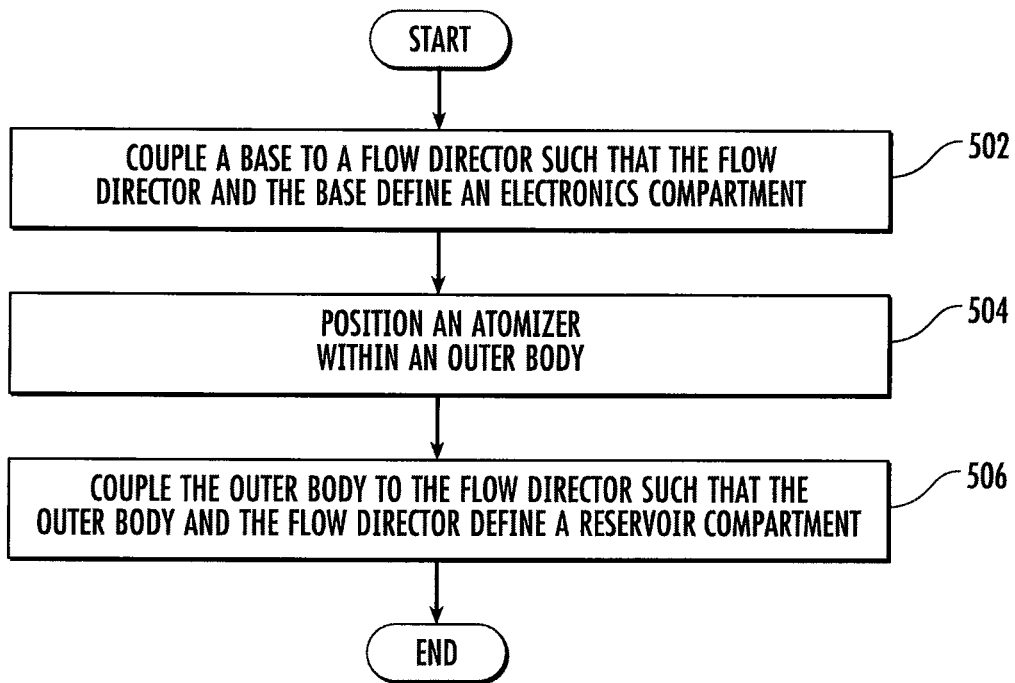 START
COUPLE A BASE TO A FLOW DIRECTOR SUCH THAT THE FLOW
DIRECTOR AND THE BASE DEFINE AN ELECTRONICS COMPARTMENT
502
POSITION AN ATOMIZER
WITHIN AN OUTER BODY
504
COUPLE THE OUTER BODY TO THE FLOW DIRECTOR SUCH THAT THE
OUTER BODY AND THE FLOW DIRECTOR DEFINE A RESERVOIR COMPARTMENT
506
END